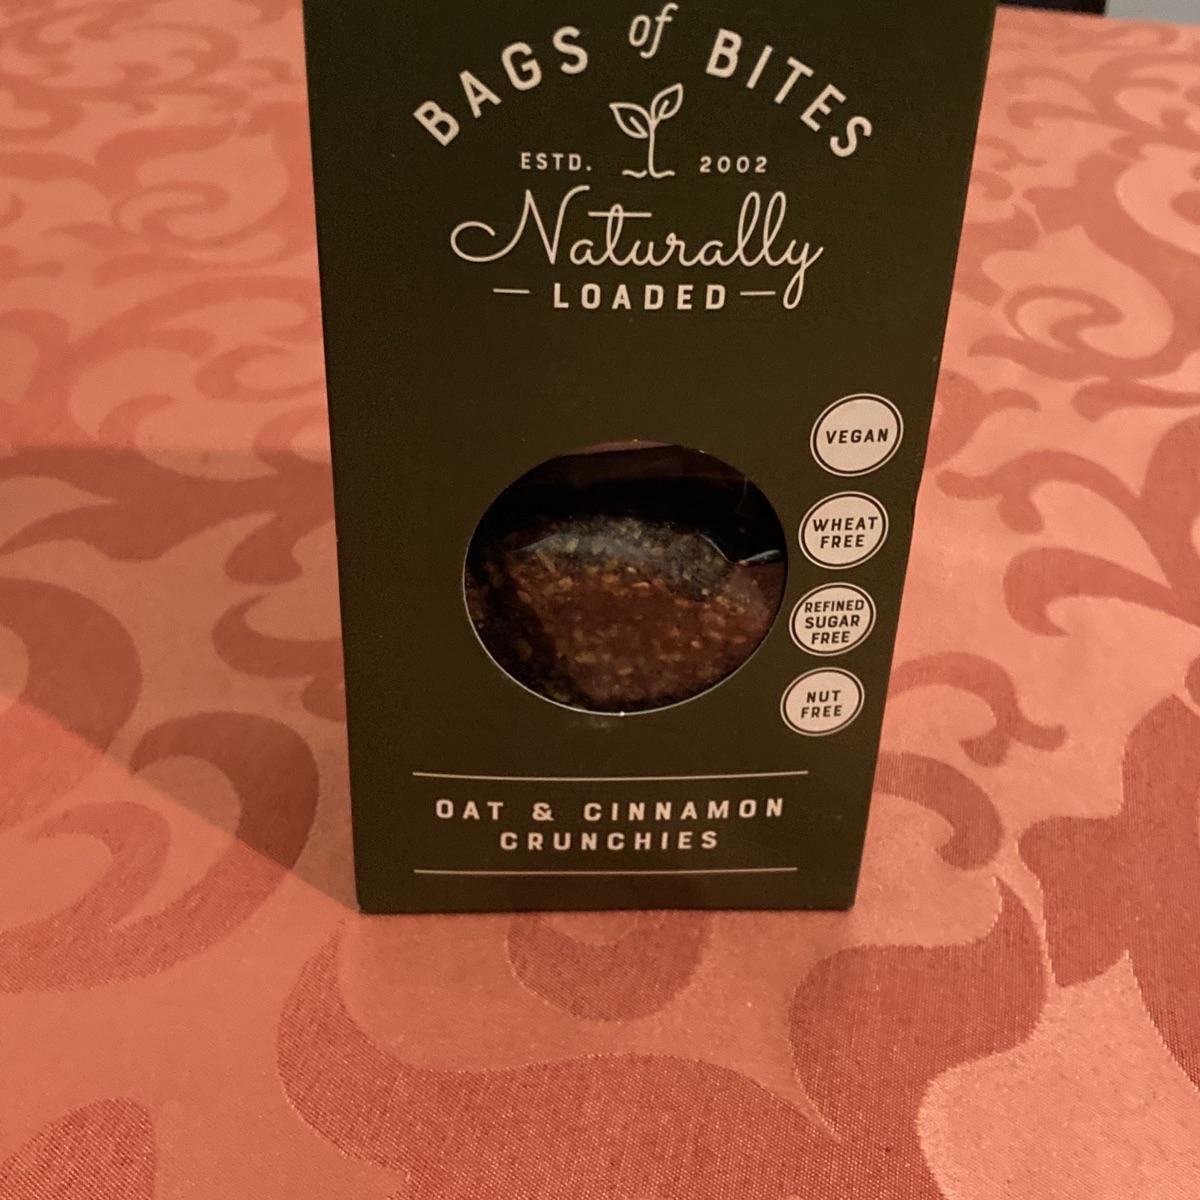 BAGS of BITES
ESTD. 2002
Naturally
LOADED
VEGAN
WHEAT
FREE
REFINED
SUGAR
FREE
NUT
FREE
OAT & CINNAMON
CRUNCHIES